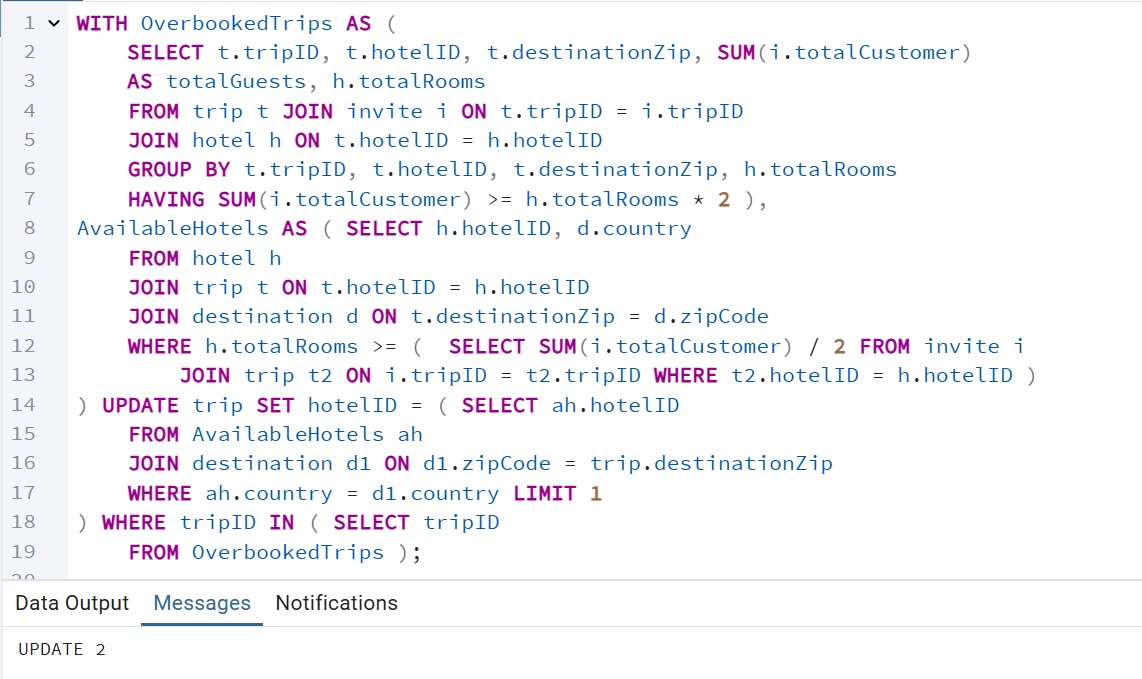 1 WITH OverbookedTrips AS (
2 SELECT t.tripID, t.hotelID, t.destinationZip, SUM(i.totalCustomer)
3 AS totalGuests, h.totalRooms
4 FROM trip t JOIN invite i ON t.tripID = i.tripID
5 JOIN hotel h ON t.hotelID = h.hotelID
6 GROUP BY t.tripID, t.hotelID, t.destinationZip, h.totalRooms
7 HAVING SUM(i.totalCustomer) >= h.totalRooms * 2 ),
8 AvailableHotels AS ( SELECT h.hotelID, d.country
9 FROM hotel h
10 JOIN trip t ON t.hotelID = h.hotelID
11 JOIN destination d ON t.destinationZip = d.zipCode
12 WHERE h.totalRooms >= (  SELECT SUM(i.totalCustomer) / 2 FROM invite i
13 JOIN trip t2 ON i.tripID = t2.tripID WHERE t2.hotelID = h.hotelID )
14 ) UPDATE trip SET hotelID = ( SELECT ah.hotelID
15 FROM AvailableHotels ah
16 JOIN destination d1 ON d1.zipCode = trip.destinationZip
17 WHERE ah.country = d1.country LIMIT 1
18 ) WHERE tripID IN ( SELECT tripID
19 FROM OverbookedTrips );
20
Data Output Messages Notifications
UPDATE 2